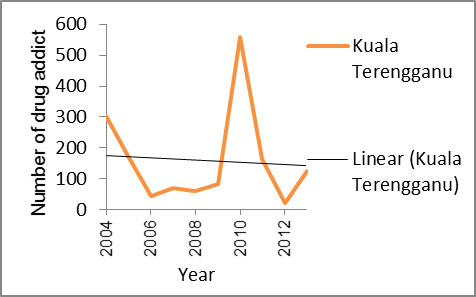 Number of drug addict
600
500
400
300
200
100
0
2004
2006
2008
2010
2012
Year
Kuala
Terengganu
Linear (Kuala
Terengganu)